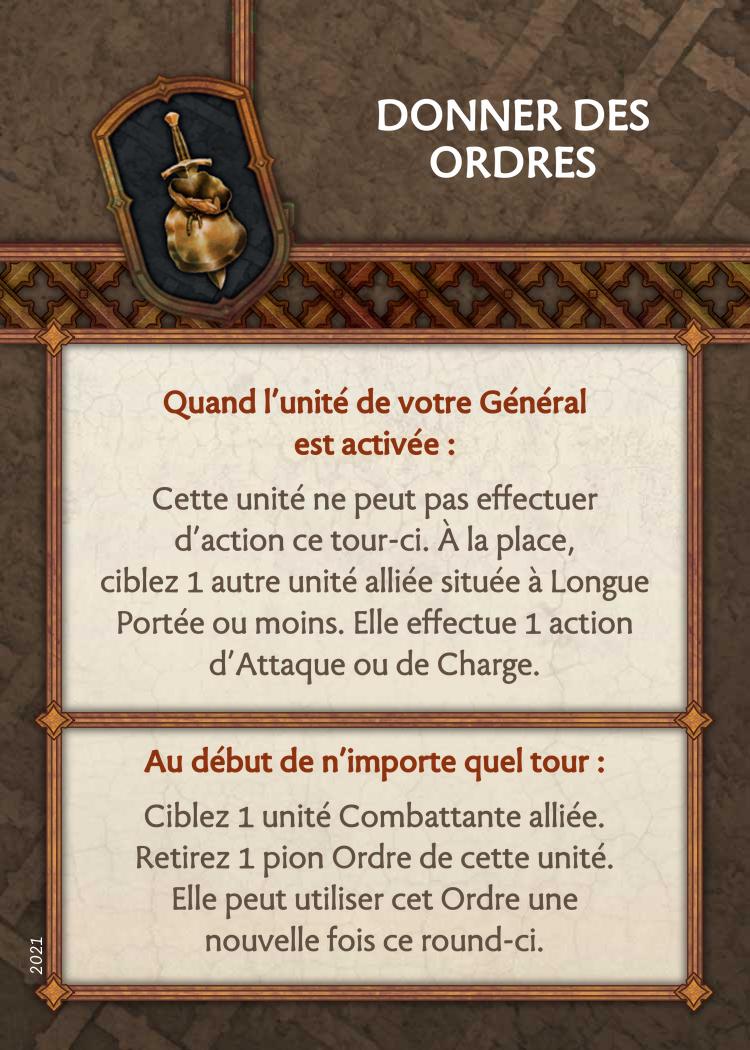 DONNER DES
ORDRES
Quand l'unité de votre Général
est activée :
Cette unité ne peut pas effectuer
d'action ce tour-ci. À la place,
ciblez 1 autre unité alliée située à Longue
Portée ou moins. Elle effectue 1 action
d'Attaque ou de Charge.
Au début de n'importe quel tour :
Ciblez 1 unité Combattante alliée.
Retirez 1 pion Ordre de cette unité.
Elle peut utiliser cet Ordre une
nouvelle fois ce round-ci.
2021